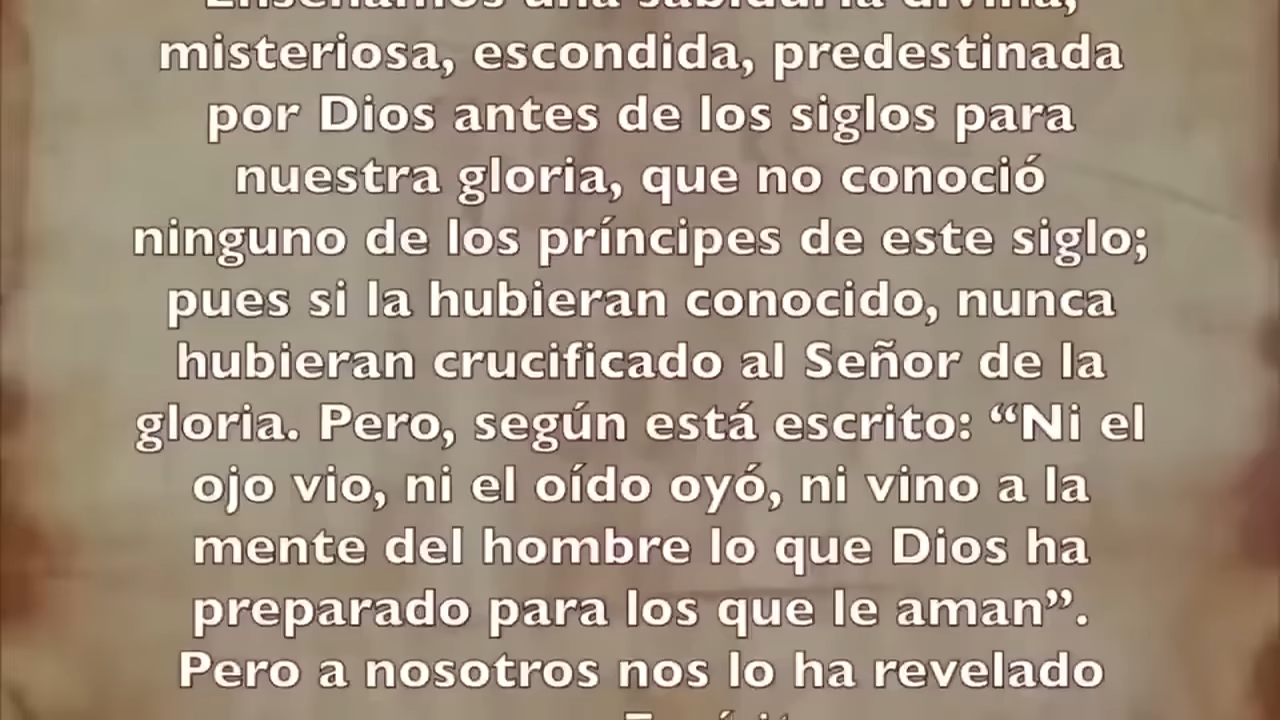 Enseñamos una sabiduría divina,
misteriosa, escondida, predestinada
por Dios antes de los siglos para
nuestra gloria, que no conoció
ninguno de los príncipes de este siglo;
pues si la hubieran conocido, nunca
hubieran crucificado al Señor de la
gloria. Pero, según está escrito: “Ni el
ojo vio, ni el oído oyó, ni vino a la
mente del hombre lo que Dios ha
preparado para los que le aman”.
Pero a nosotros nos lo ha revelado